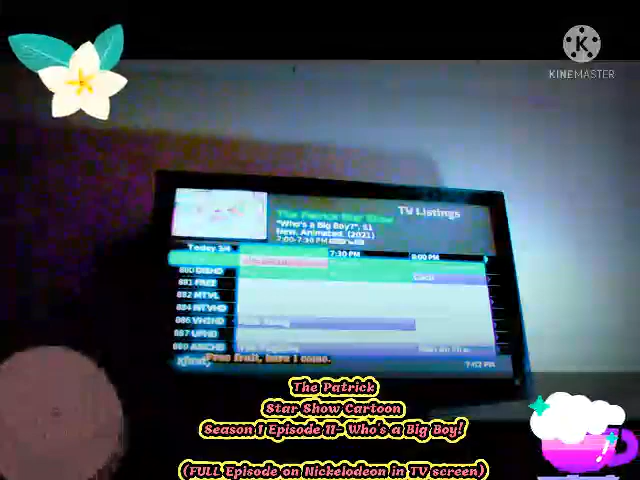 K
KINEMASTER
The Patrick Star Show
TV Listings
"Who's a Big Boy?", S1
New, Animated. (2021)
7:00-7:30 PM
Today 3/4
7:30 PM
8:00 PM
881 FREE
882 MTVL
884 MTVHD
886 VH1HD
887 UPHD
xfinity
Free fruit, here I come.
7:02 PM
The Patrick
Star Show Cartoon
Season 1 Episode 11- Who's a Big Boy!
(FULL Episode on Nickelodeon in TV screen)